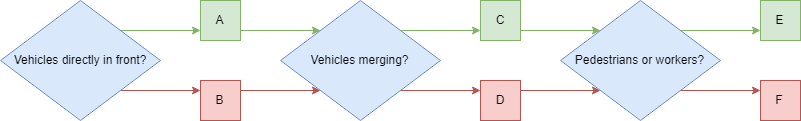 Vehicles directly in front?
A
B
Vehicles merging?
C
D
Pedestrians or workers?
E
F